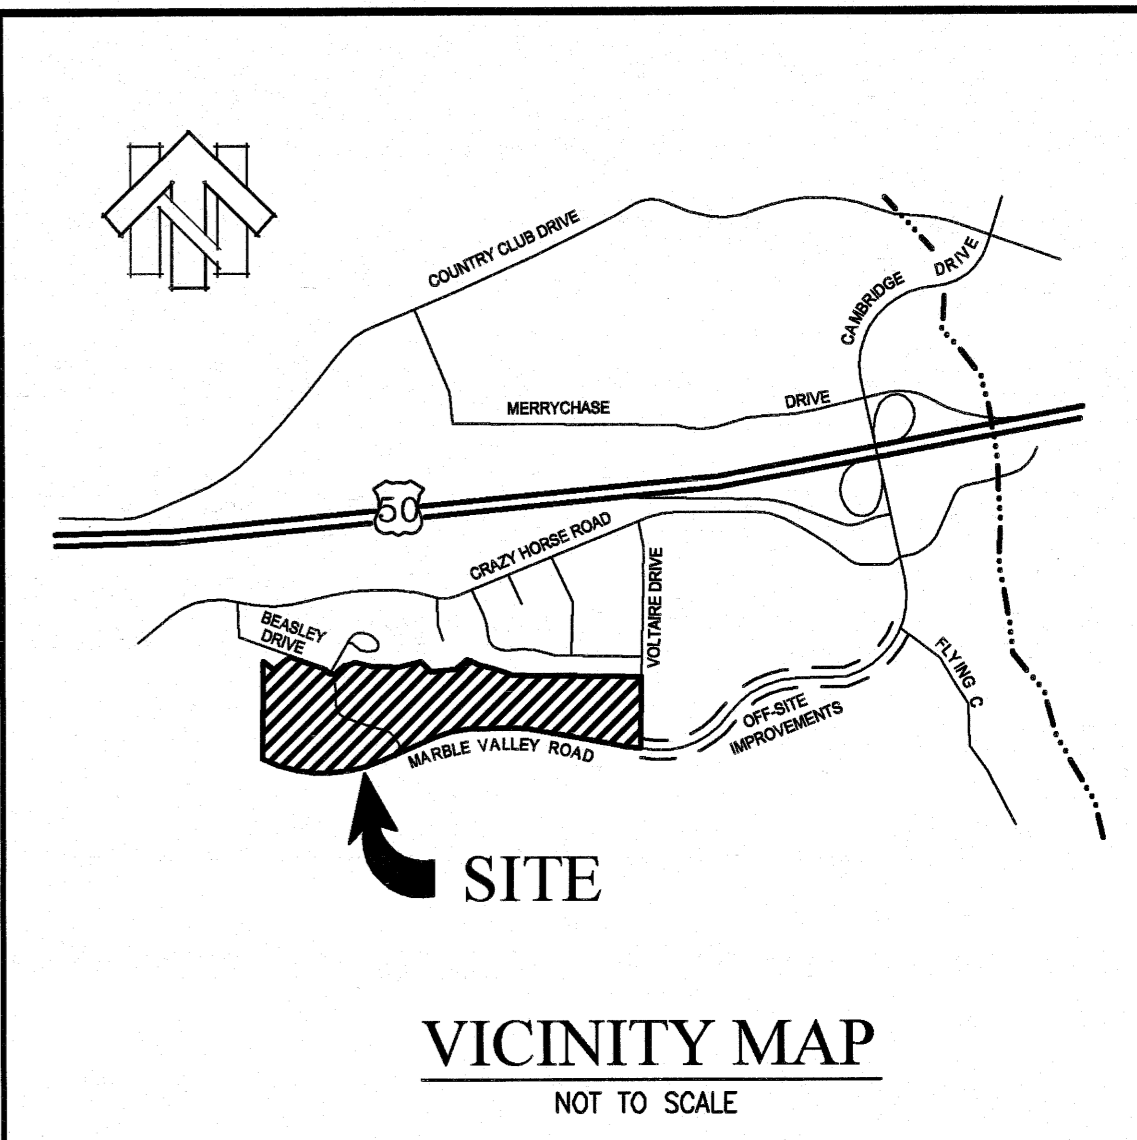 N
COUNTRY CLUB DRIVE
CAMBRIDGE DRIVE
MERRYCHASE DRIVE
50
CRAZY HORSE ROAD
VOLTAIRE DRIVE
BEASLEY
DRIVE
FLYING C
OFF-SITE
IMPROVEMENTS
MARBLE VALLEY ROAD
SITE
VICINITY MAP
NOT TO SCALE